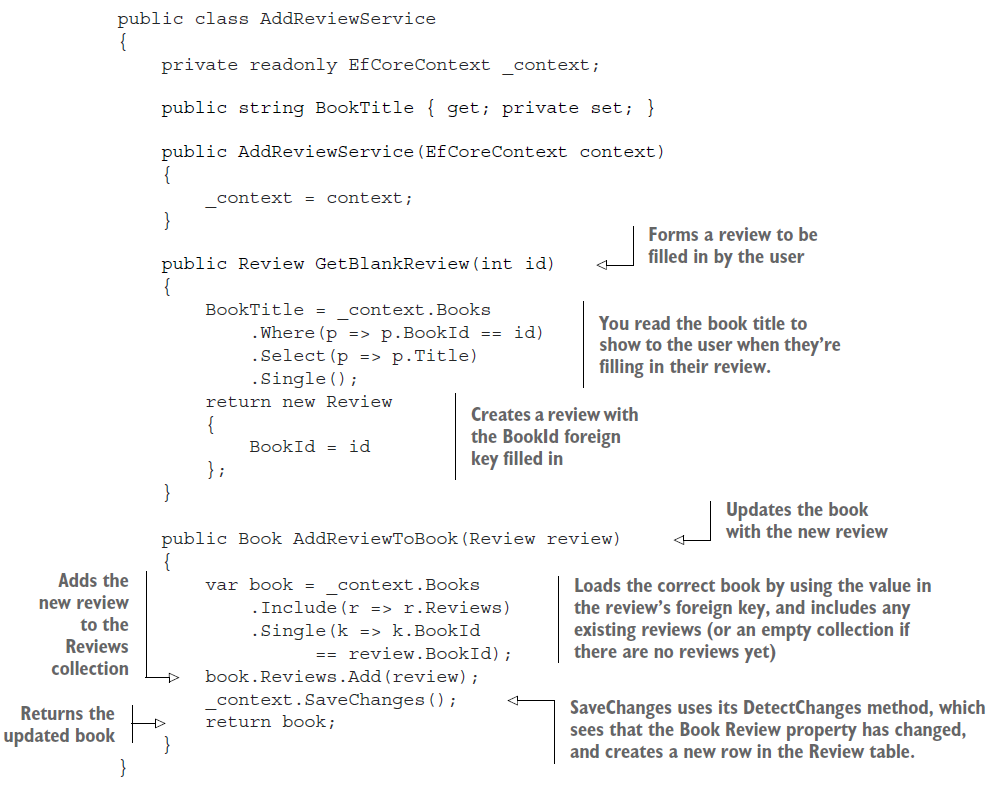 public class AddReviewService
{
private readonly EfCoreContext _context;
public string BookTitle { get; private set; }
public AddReviewService(EfCoreContext context)
{
_context = context;
}
Forms a review to be
filled in by the user
public Review GetBlankReview(int id)
{
BookTitle = _context.Books
.Where(p => p.BookId == id)
.Select(p => p.Title)
.Single();
You read the book title to
show to the user when they’re
filling in their review.
return new Review
{
BookId = id
};
Creates a review with
the BookId foreign
key filled in
}
Updates the book
with the new review
public Book AddReviewToBook(Review review)
{
var book = _context.Books
.Include(r => r.Reviews)
.Single(k => k.BookId
== review.BookId);
Loads the correct book by using the value in
the review’s foreign key, and includes any
existing reviews (or an empty collection if
there are no reviews yet)
Adds the
new review
to the
Reviews
collection
book.Reviews.Add(review);
_context.SaveChanges();
SaveChanges uses its DetectChanges method, which
sees that the Book Review property has changed,
and creates a new row in the Review table.
Returns the
updated book
return book;
}
}